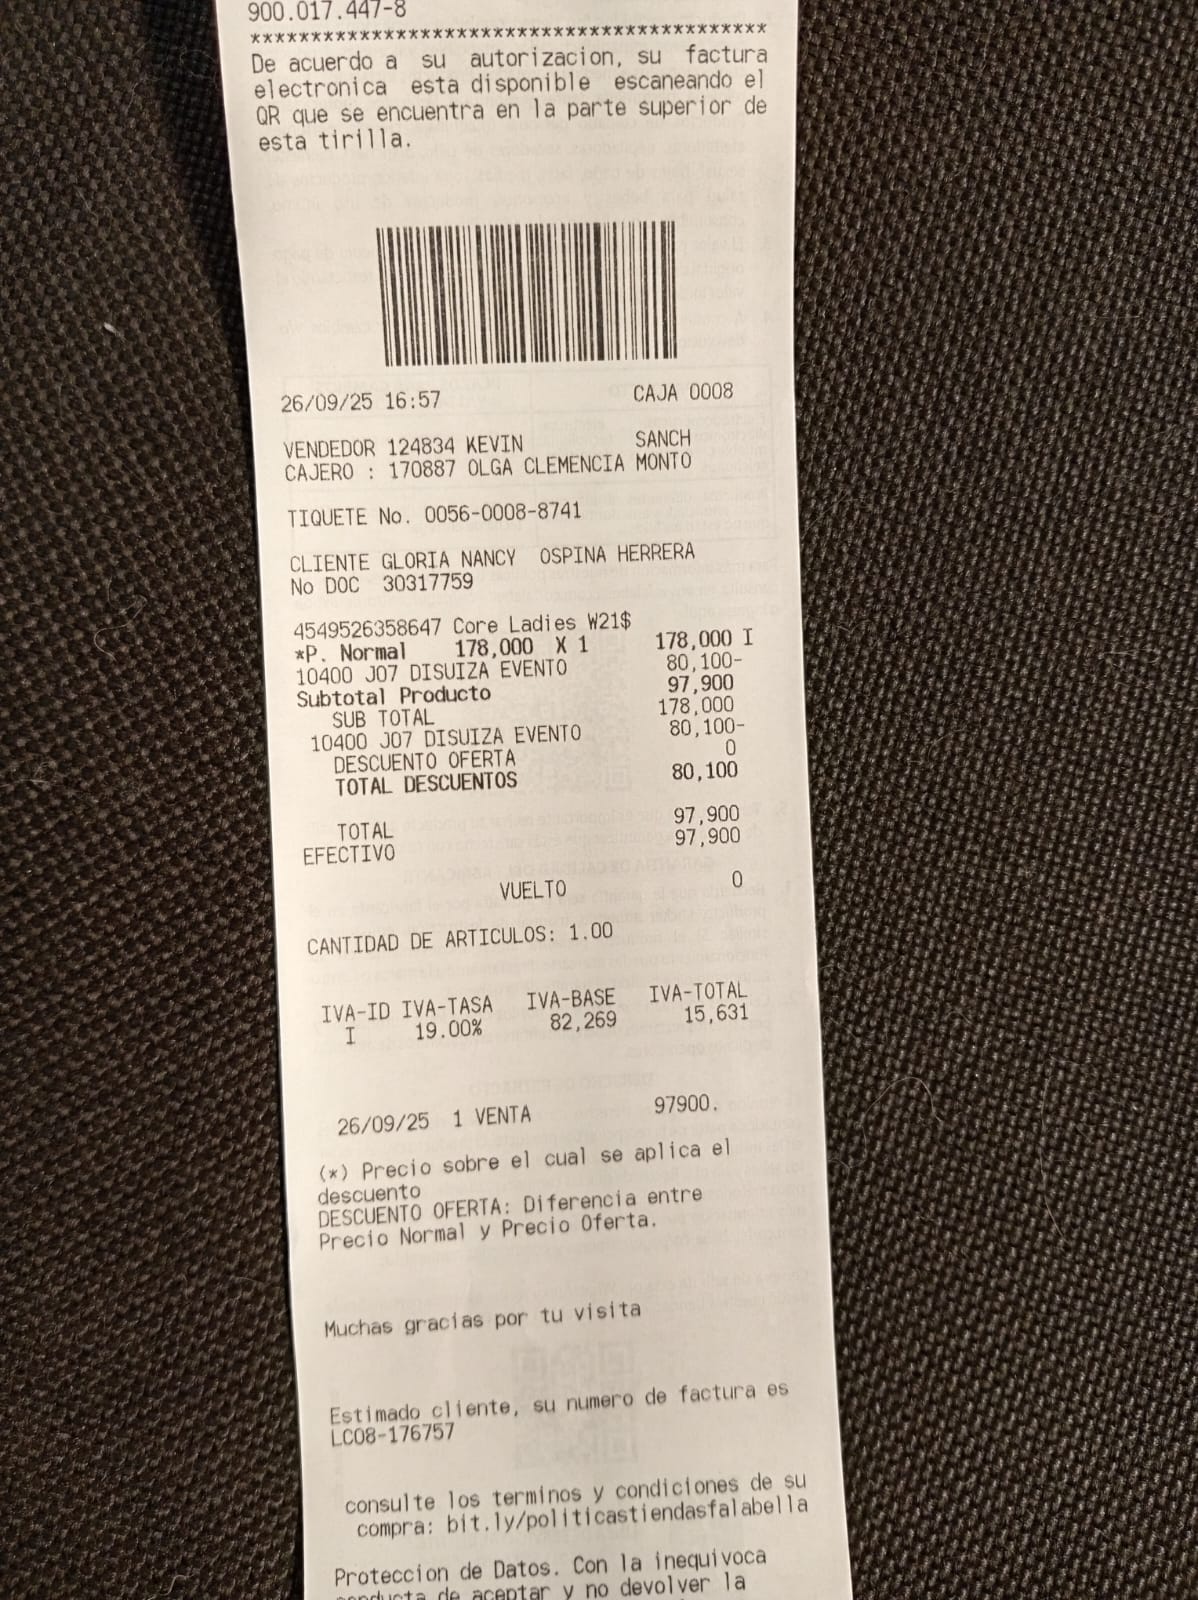 900.017.447-8
*******************************************
De acuerdo a su autorizacion, su factura
electronica esta disponible escaneando el
QR que se encuentra en la parte superior de
esta tirilla.
26/09/25 16:57 CAJA 0008
VENDEDOR 124834 KEVIN SANCH
CAJERO : 170887 OLGA CLEMENCIA MONTO
TIQUETE No. 0056-0008-8741
CLIENTE GLORIA NANCY OSPINA HERRERA
No DOC 30317759
4549526358647 Core Ladies W21$
*P. Normal 178,000 X 1 178,000 I
10400 J07 DISUIZA EVENTO 80,100-
Subtotal Producto 97,900
SUB TOTAL 178,000
10400 J07 DISUIZA EVENTO 80,100-
DESCUENTO OFERTA 0
TOTAL DESCUENTOS 80,100
TOTAL 97,900
EFECTIVO 97,900
VUELTO 0
CANTIDAD DE ARTICULOS: 1.00
IVA-ID IVA-TASA IVA-BASE IVA-TOTAL
I 19.00% 82,269 15,631
26/09/25 1 VENTA 97900.
(*) Precio sobre el cual se aplica el
descuento
DESCUENTO OFERTA: Diferencia entre
Precio Normal y Precio Oferta.
Muchas gracias por tu visita
Estimado cliente, su numero de factura es
LC08-176757
consulte los terminos y condiciones de su
compra: bit.ly/politicastiendasfalabella
Proteccion de Datos. Con la inequivoca
conducta de aceptar y no devolver la